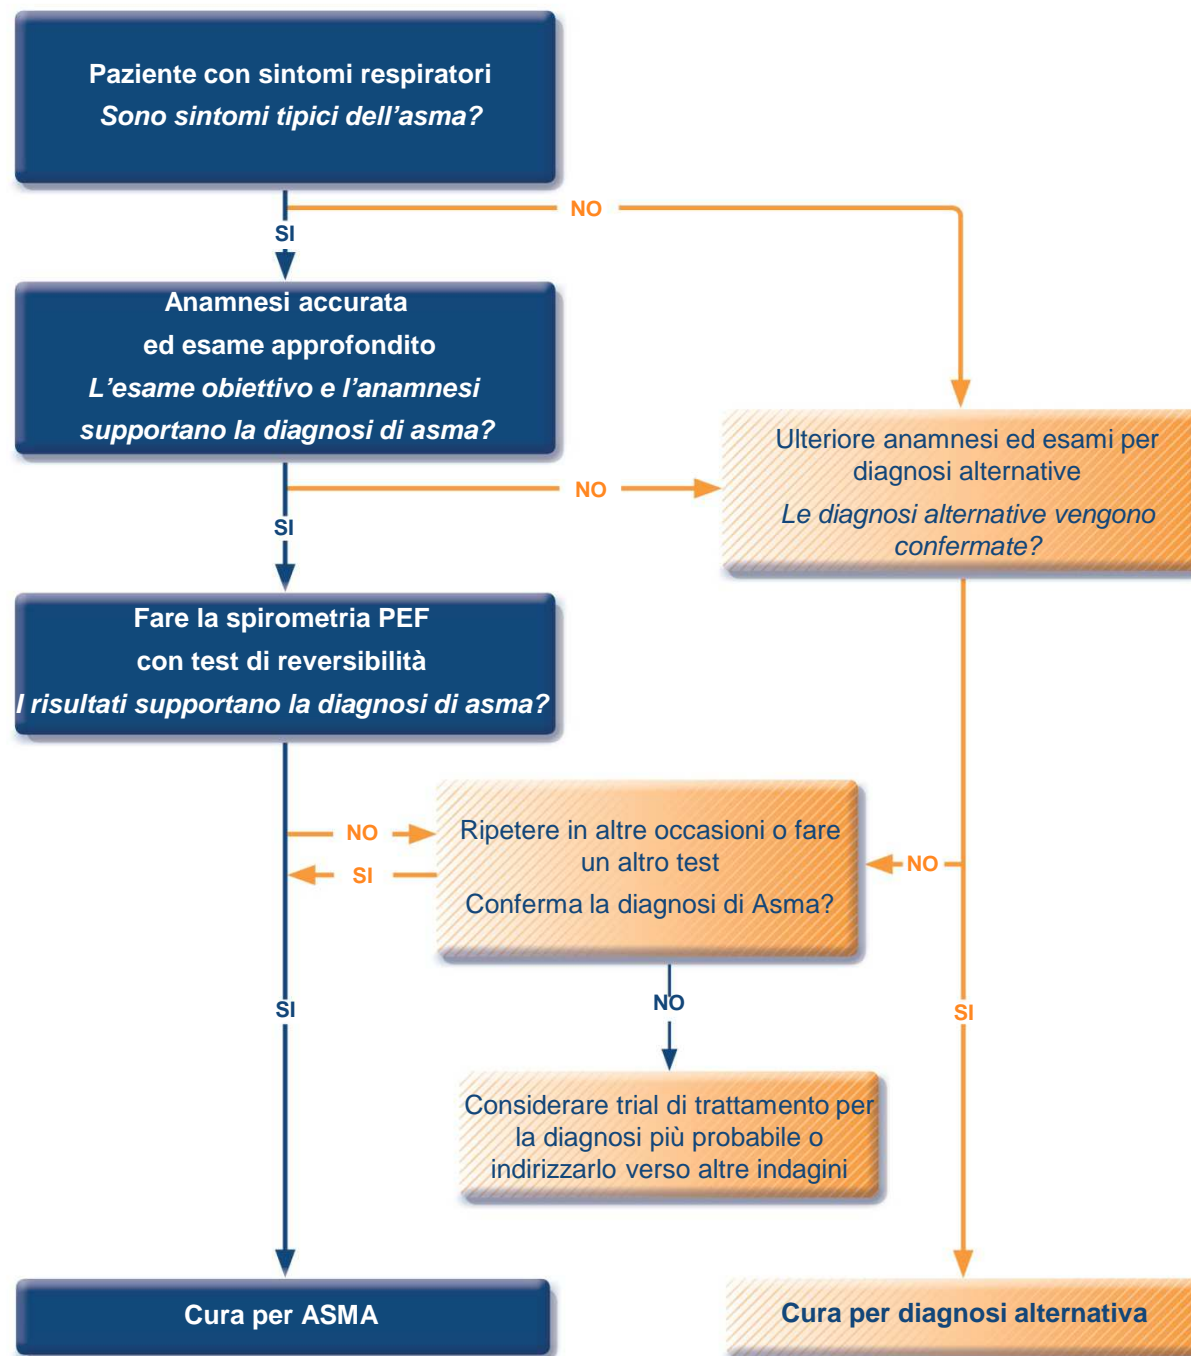 Paziente con sintomi respiratori
Sono sintomi tipici dell'asma?
NO
SI
Anamnesi accurata
ed esame approfondito
L'esame obiettivo e l'anamnesi
supportano la diagnosi di asma?
Ulteriore anamnesi ed esami per
diagnosi alternative
Le diagnosi alternative vengono
confermate?
NO
SI
Fare la spirometria PEF
con test di reversibilità
I risultati supportano la diagnosi di asma?
Ripetere in altre occasioni o fare
un altro test
Conferma la diagnosi di Asma?
NO
SI
NO
NO
SI
SI
Considerare trial di trattamento per
la diagnosi più probabile o
indirizzarlo verso altre indagini
Cura per ASMA
Cura per diagnosi alternativa